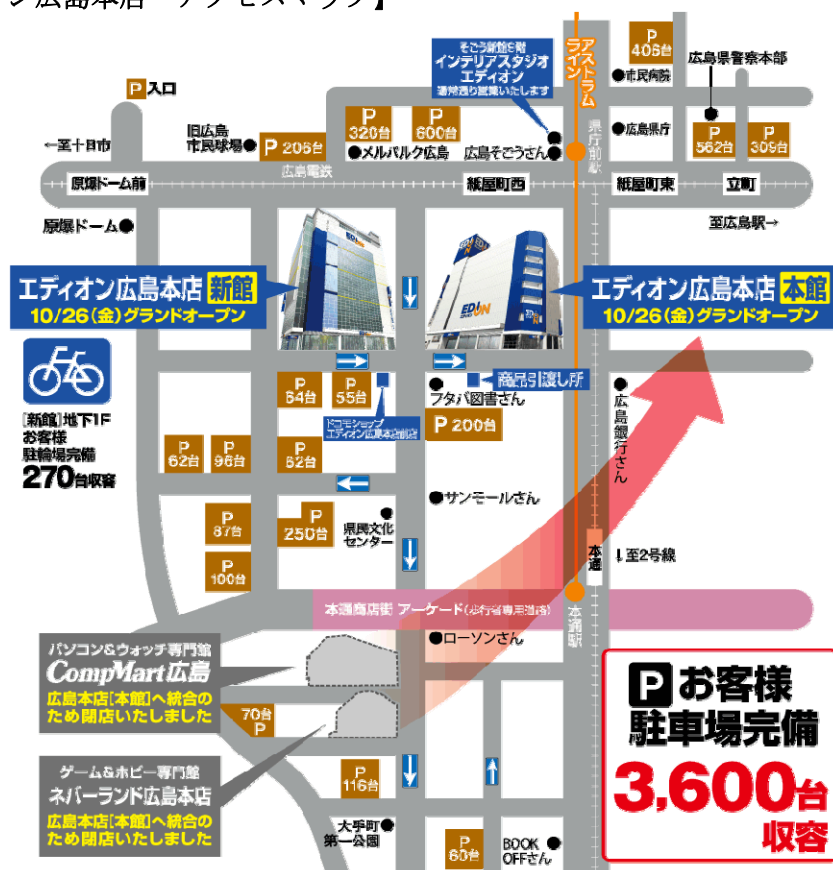 ン広島本店 アクセスマップ】
そごう新館9階
インテリアスタジオ
エディオン
通常通り営業いたします
アストラム
ライン
P
406台
市民病院
広島県警察本部
P入口
旧広島
市民球場
P 206台
P
320台
P
600台
メルパルク広島
広島そごうさん
県庁前駅
広島県庁
P
562台
P
309台
←至十日市
広島電鉄
原爆ドーム前
紙屋町西
紙屋町東
立町
原爆ドーム
至広島駅→
EDION
EDION
エディオン広島本店 新館
10/26(金)グランドオープン
エディオン広島本店 本館
10/26(金)グランドオープン
[新館]地下1F
お客様
駐輪場完備
270台収容
P
64台
P
55台
ドコモショップ
エディオン広島本店前店
商品引渡し所
フタバ図書さん
P 200台
広島銀行さん
P
62台
P
96台
P
52台
サンモールさん
P
87台
P
250台
県民文化
センター
P
100台
本通
↓至2号線
本通商店街 アーケード(歩行者専用道路)
本通駅
ローソンさん
パソコン&ウォッチ専門館
CompMart広島
広島本店[本館]へ統合の
ため閉店いたしました
70台
P
ゲーム&ホビー専門館
ネバーランド広島本店
広島本店[本館]へ統合の
ため閉店いたしました
P
116台
大手町
第一公園
P
60台
BOOK
OFFさん
Pお客様
駐車場完備
3,600台
収容